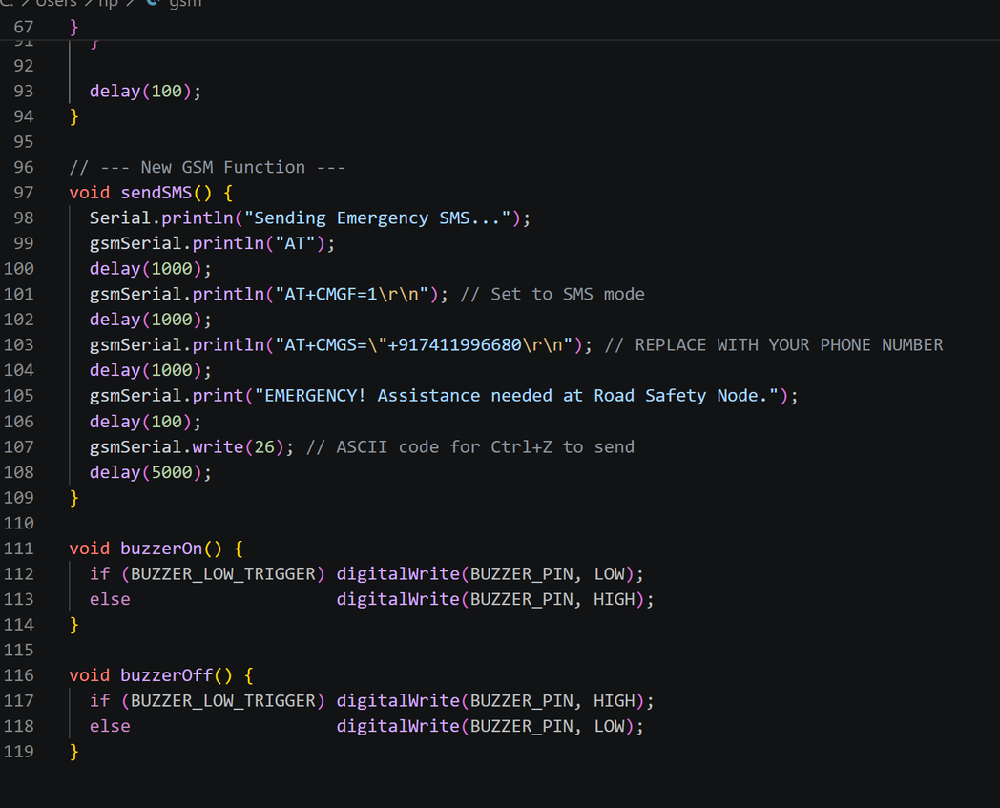 C: > Users > hp > gsm
67 }
91 }
92
93 delay(100);
94 }
95
96 // --- New GSM Function ---
97 void sendSMS() {
98 Serial.println("Sending Emergency SMS...");
99 gsmSerial.println("AT");
100 delay(1000);
101 gsmSerial.println("AT+CMGF=1\r\n"); // Set to SMS mode
102 delay(1000);
103 gsmSerial.println("AT+CMGS=\"+917411996680\r\n"); // REPLACE WITH YOUR PHONE NUMBER
104 delay(1000);
105 gsmSerial.print("EMERGENCY! Assistance needed at Road Safety Node.");
106 delay(100);
107 gsmSerial.write(26); // ASCII code for Ctrl+Z to send
108 delay(5000);
109 }
110
111 void buzzerOn() {
112 if (BUZZER_LOW_TRIGGER) digitalWrite(BUZZER_PIN, LOW);
113 else digitalWrite(BUZZER_PIN, HIGH);
114 }
115
116 void buzzerOff() {
117 if (BUZZER_LOW_TRIGGER) digitalWrite(BUZZER_PIN, HIGH);
118 else digitalWrite(BUZZER_PIN, LOW);
119 }